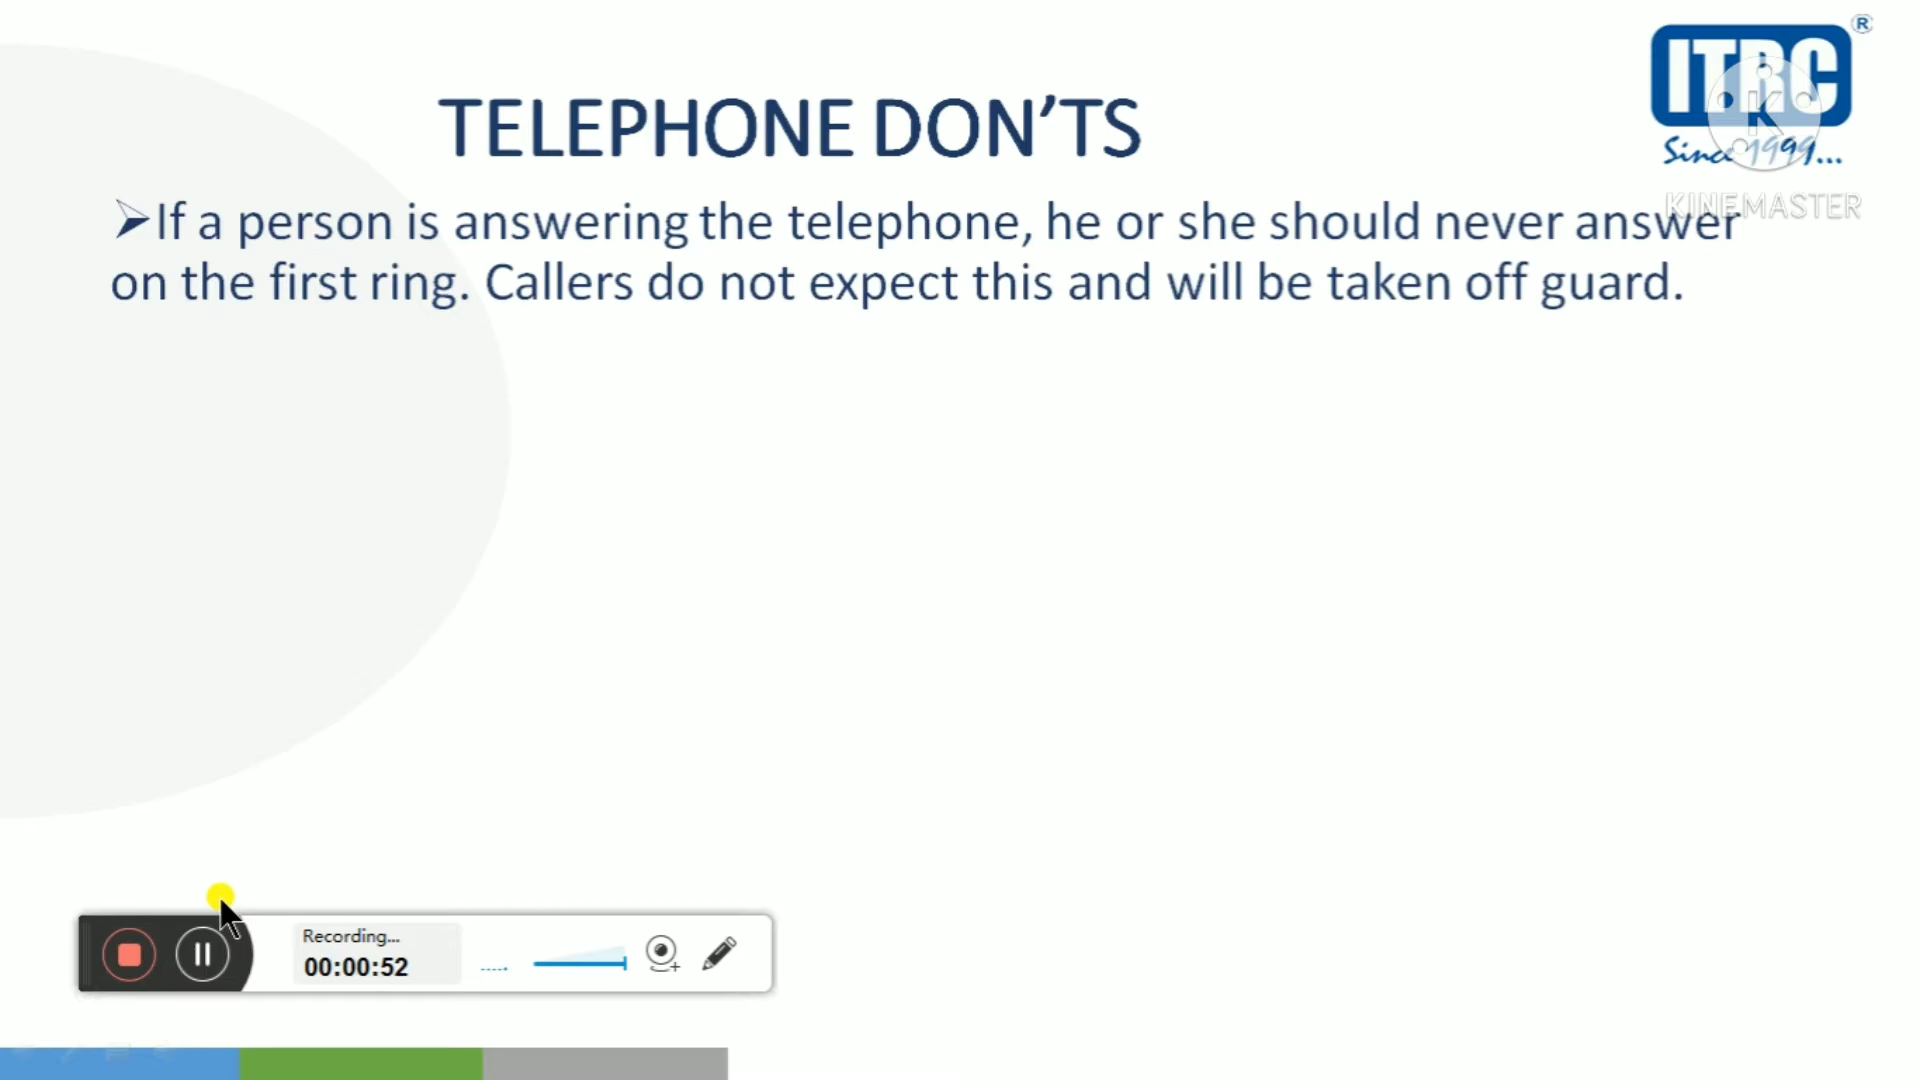 ®
ITRC
Since 1999...
KINEMASTER
TELEPHONE DON’TS
➢If a person is answering the telephone, he or she should never answer
on the first ring. Callers do not expect this and will be taken off guard.
Recording...
00:00:52